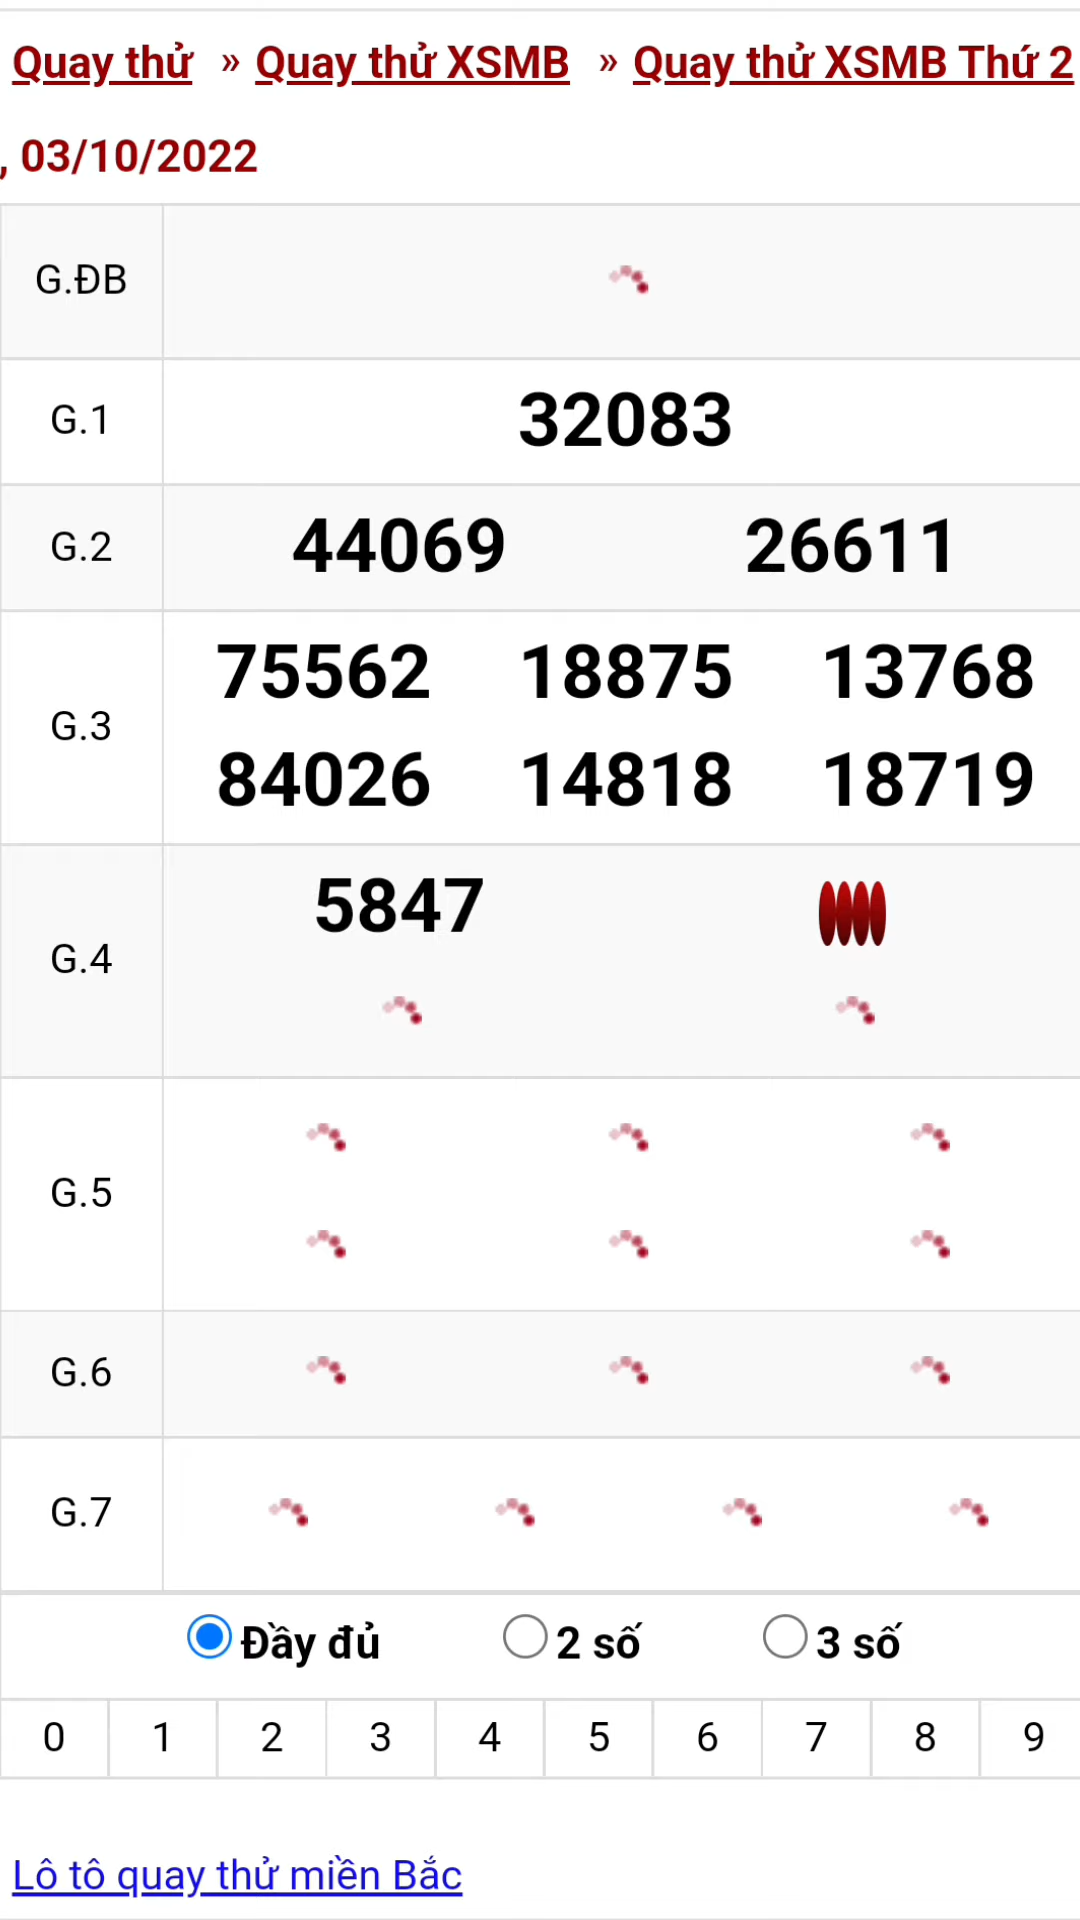 Quay thử » Quay thử XSMB » Quay thử XSMB Thứ 2
, 03/10/2022
G.ĐB
G.1 32083
G.2 44069 26611
G.3 75562 18875 13768
84026 14818 18719
G.4 5847
G.5
G.6
G.7
Đầy đủ 2 số 3 số
0 1 2 3 4 5 6 7 8 9
Lô tô quay thử miền Bắc